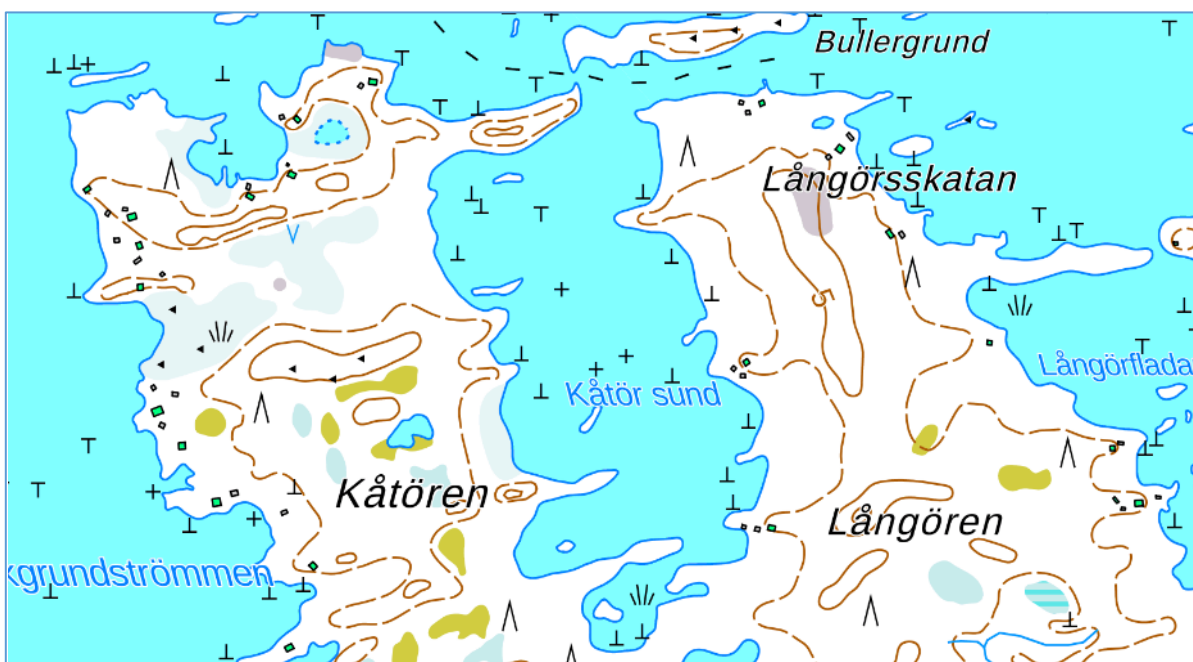 Bullergrund
Långörsskatan
5
Långörflada
Kåtör sund
Kåtören
Långören
kgrundströmmen